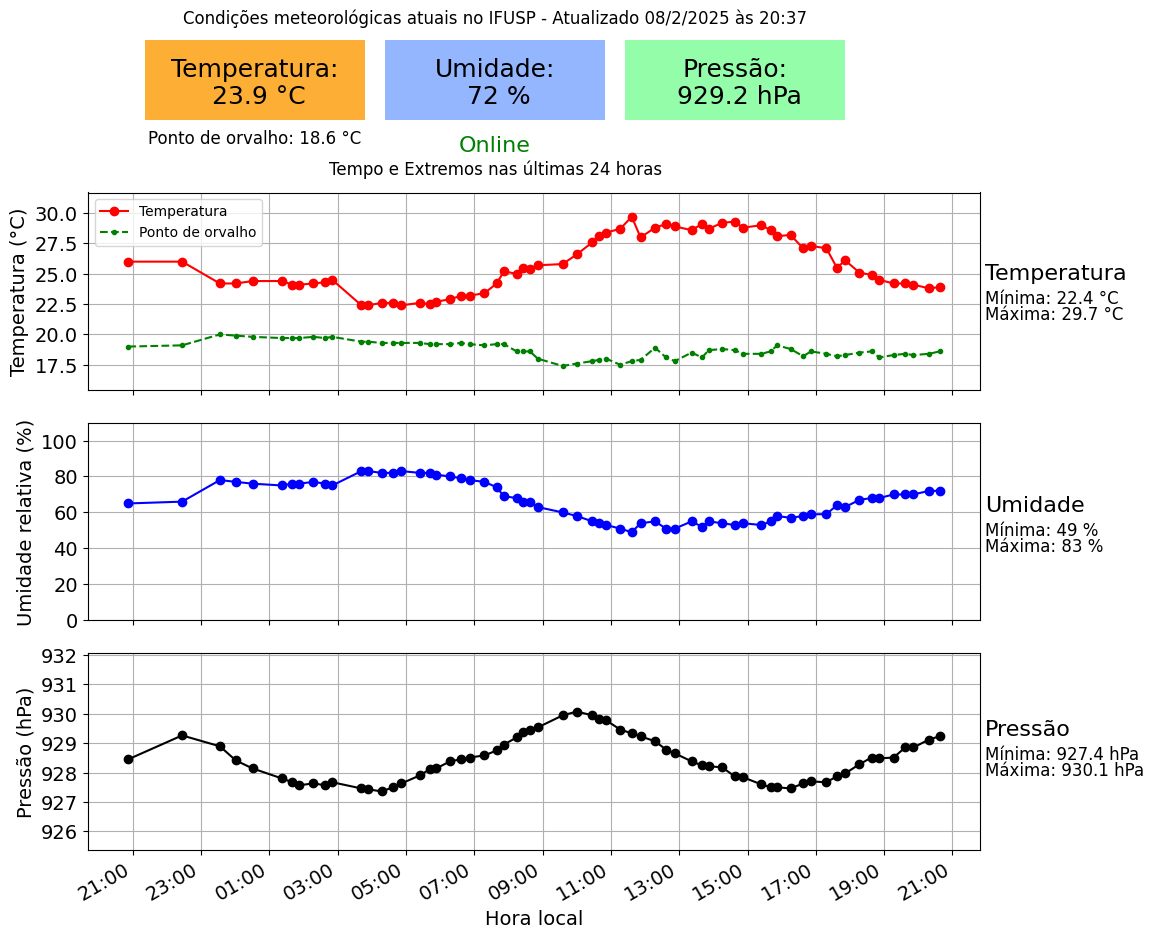 Condições meteorológicas atuais no IFUSP - Atualizado 08/2/2025 às 20:37
Temperatura:
23.9 °C
Umidade:
72 %
Pressão:
929.2 hPa
Ponto de orvalho: 18.6 °C
Online
Tempo e Extremos nas últimas 24 horas
Temperatura (°C)
30.0
27.5
25.0
22.5
20.0
17.5
Temperatura
Ponto de orvalho
Temperatura
Mínima: 22.4 °C
Máxima: 29.7 °C
Umidade relativa (%)
100
80
60
40
20
0
Umidade
Mínima: 49 %
Máxima: 83 %
Pressão (hPa)
932
931
930
929
928
927
926
Pressão
Mínima: 927.4 hPa
Máxima: 930.1 hPa
21:00 23:00 01:00 03:00 05:00 07:00 09:00 11:00 13:00 15:00 17:00 19:00 21:00
Hora local